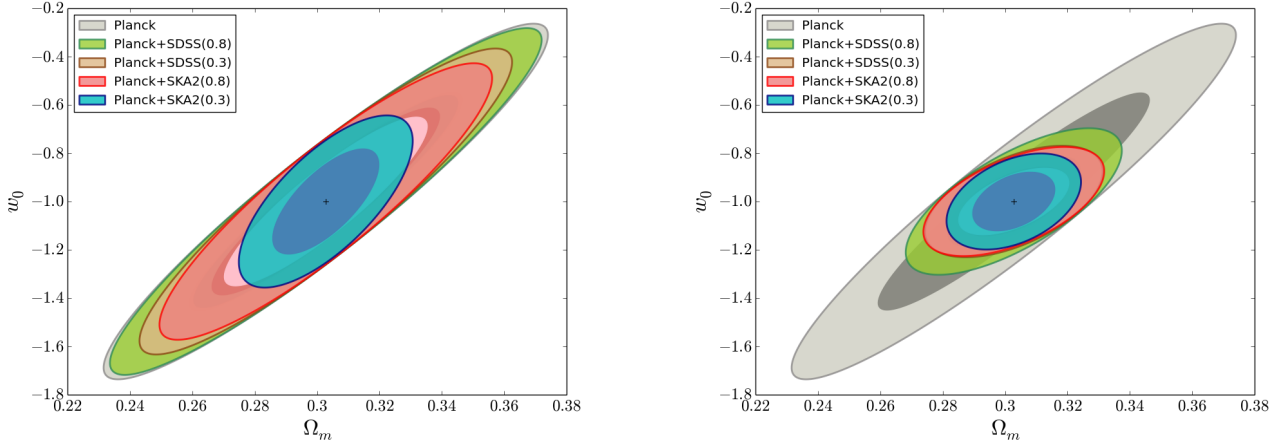 −0.2
−0.4
−0.6
−0.8
−1.0
−1.2
−1.4
−1.6
−1.8
w₀
Planck
Planck+SDSS(0.8)
Planck+SDSS(0.3)
Planck+SKA2(0.8)
Planck+SKA2(0.3)
0.22 0.24 0.26 0.28 0.3 0.32 0.34 0.36 0.38
Ωₘ
−0.2
−0.4
−0.6
−0.8
−1.0
−1.2
−1.4
−1.6
−1.8
w₀
Planck
Planck+SDSS(0.8)
Planck+SDSS(0.3)
Planck+SKA2(0.8)
Planck+SKA2(0.3)
0.22 0.24 0.26 0.28 0.3 0.32 0.34 0.36 0.38
Ωₘ